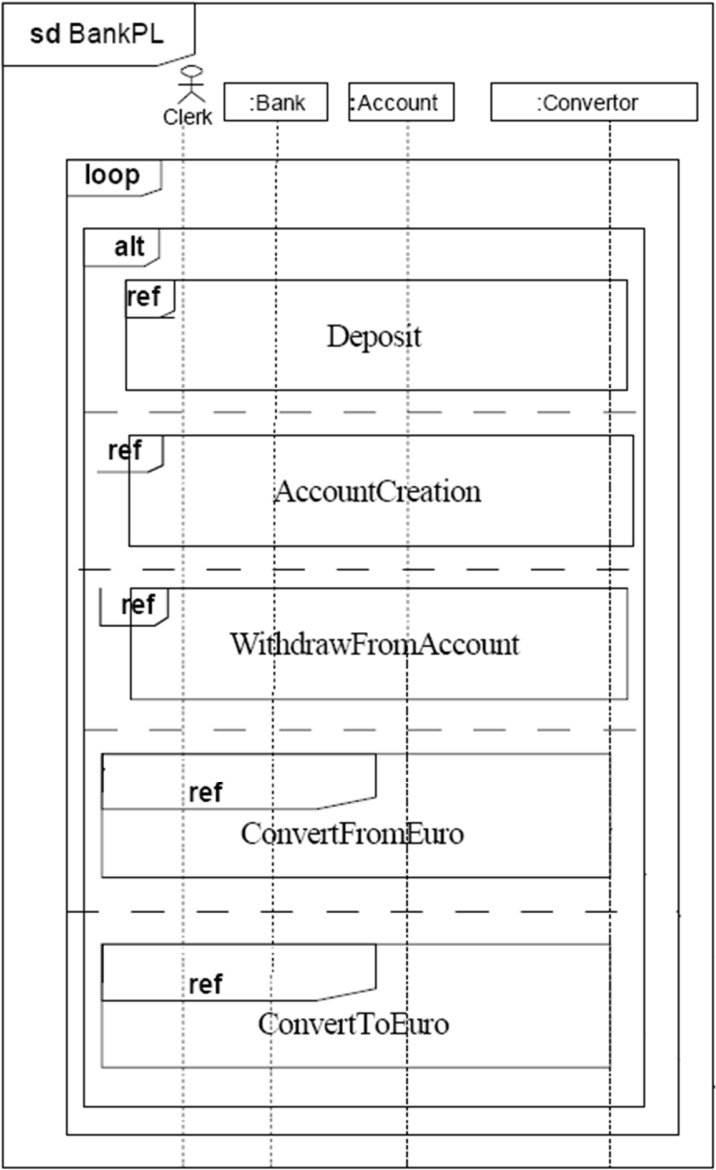 sd BankPL
Clerk
:Bank
:Account
:Convertor
loop
alt
ref
Deposit
ref
AccountCreation
ref
WithdrawFromAccount
ref
ConvertFromEuro
ref
ConvertToEuro